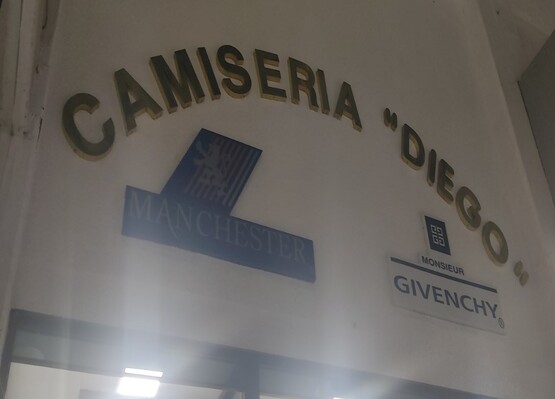 CAMISERIA "DIEGO"
MANCHESTER
MONSIEUR
GIVENCHY